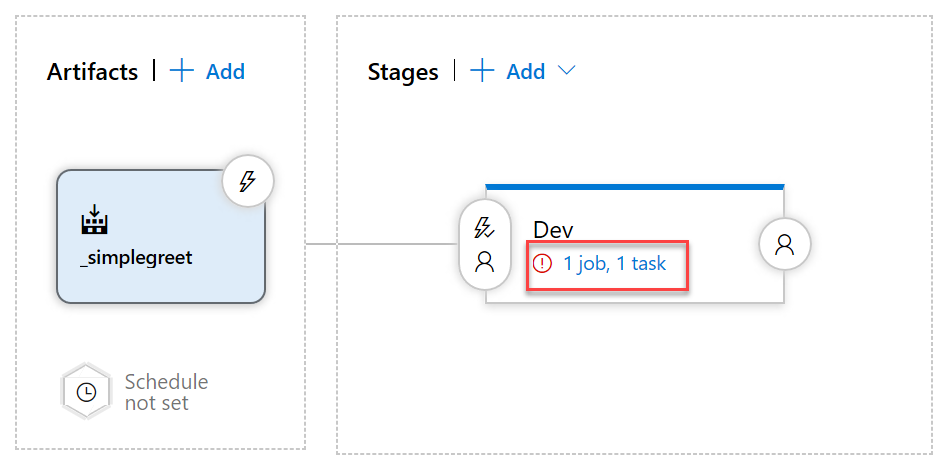 Artifacts | + Add
Stages | + Add
_simplegreet
Dev
1 job, 1 task
Schedule
not set